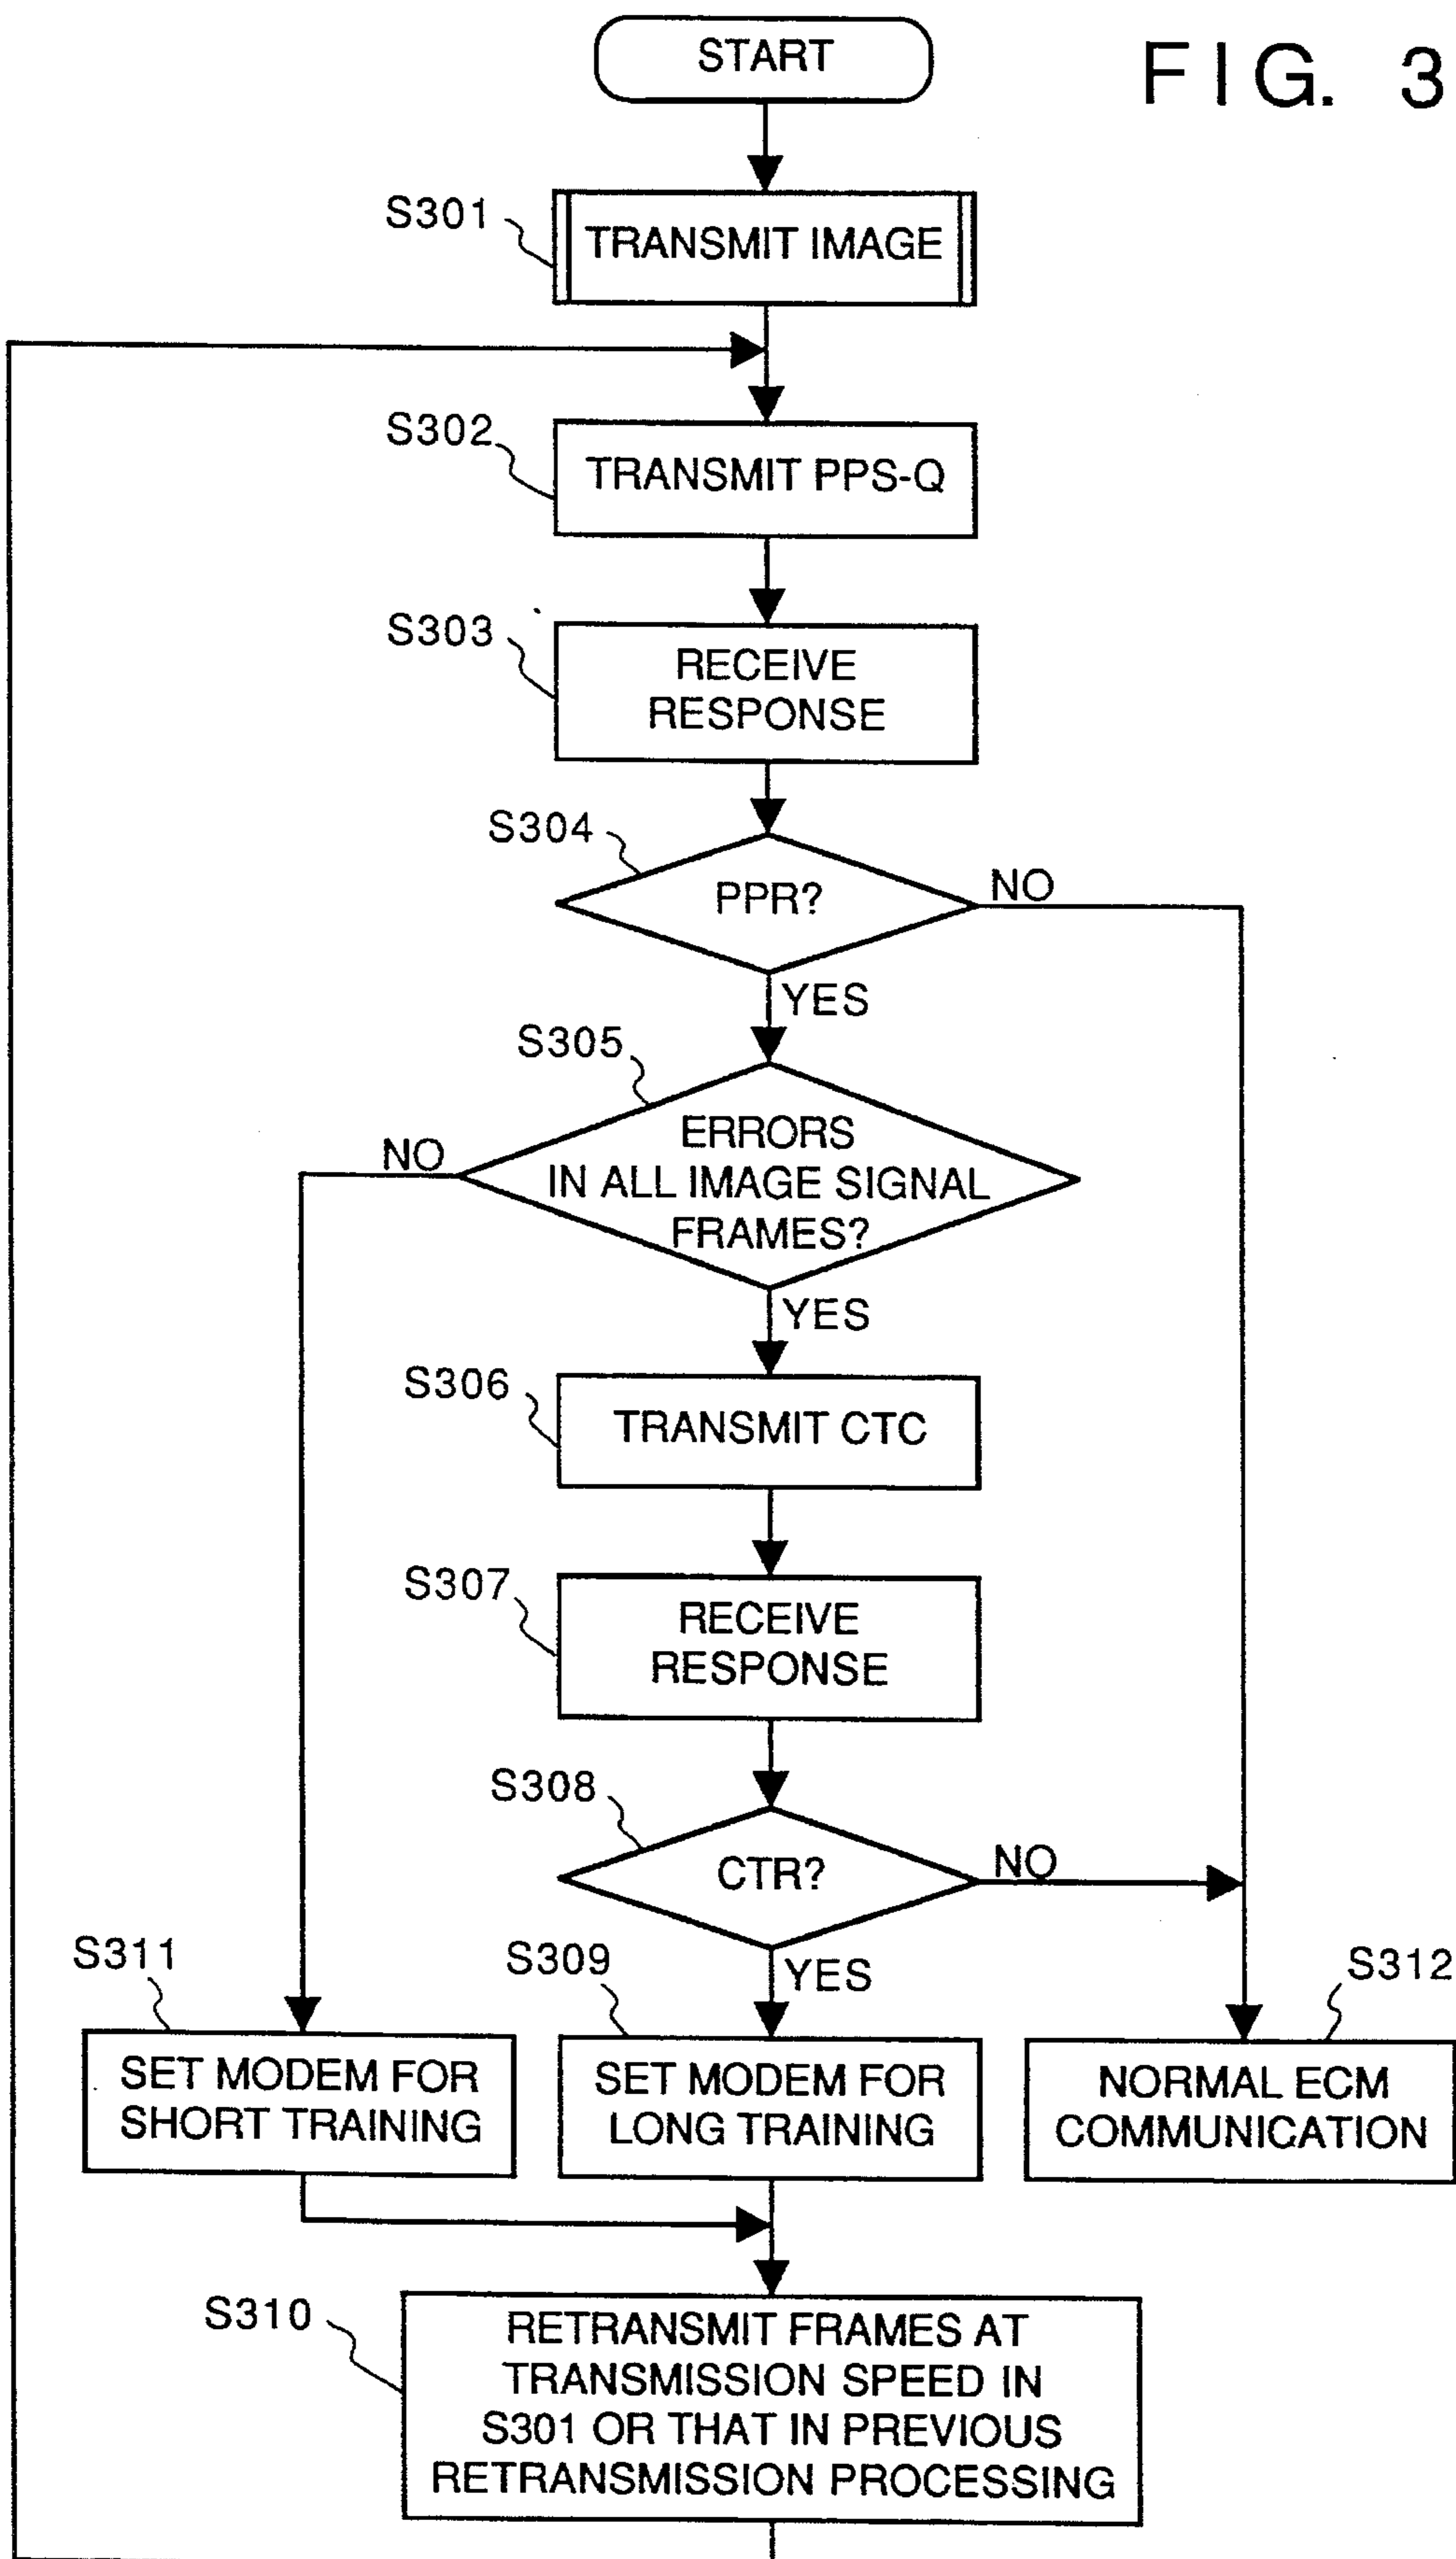 START
FIG. 3
S301
TRANSMIT IMAGE
S302
TRANSMIT PPS-Q
S303
RECEIVE
RESPONSE
S304
PPR?
NO
YES
S305
ERRORS
IN ALL IMAGE SIGNAL
FRAMES?
NO
YES
S306
TRANSMIT CTC
S307
RECEIVE
RESPONSE
S308
CTR?
NO
YES
S311
SET MODEM FOR
SHORT TRAINING
S309
SET MODEM FOR
LONG TRAINING
S312
NORMAL ECM
COMMUNICATION
S310
RETRANSMIT FRAMES AT
TRANSMISSION SPEED IN
S301 OR THAT IN PREVIOUS
RETRANSMISSION PROCESSING